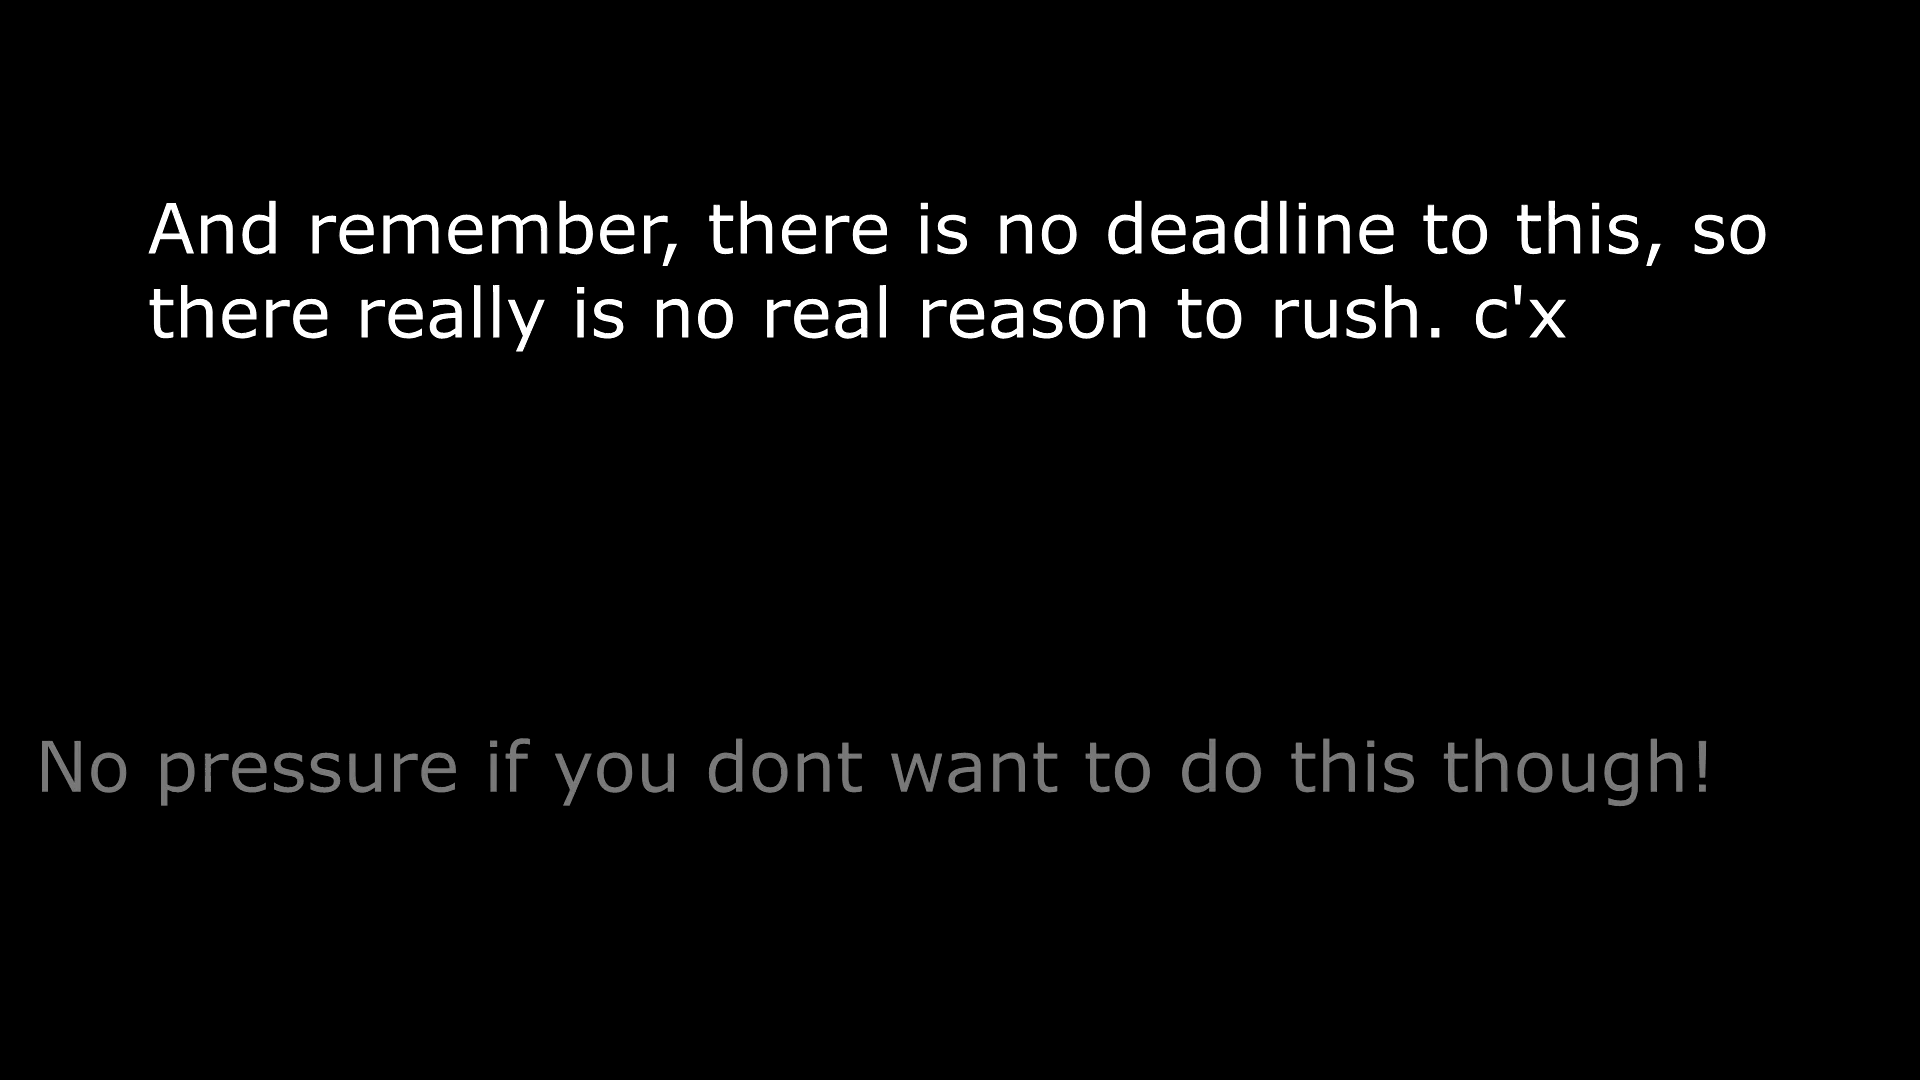 And remember, there is no deadline to this, so
there really is no real reason to rush. c'x
No pressure if you dont want to do this though!